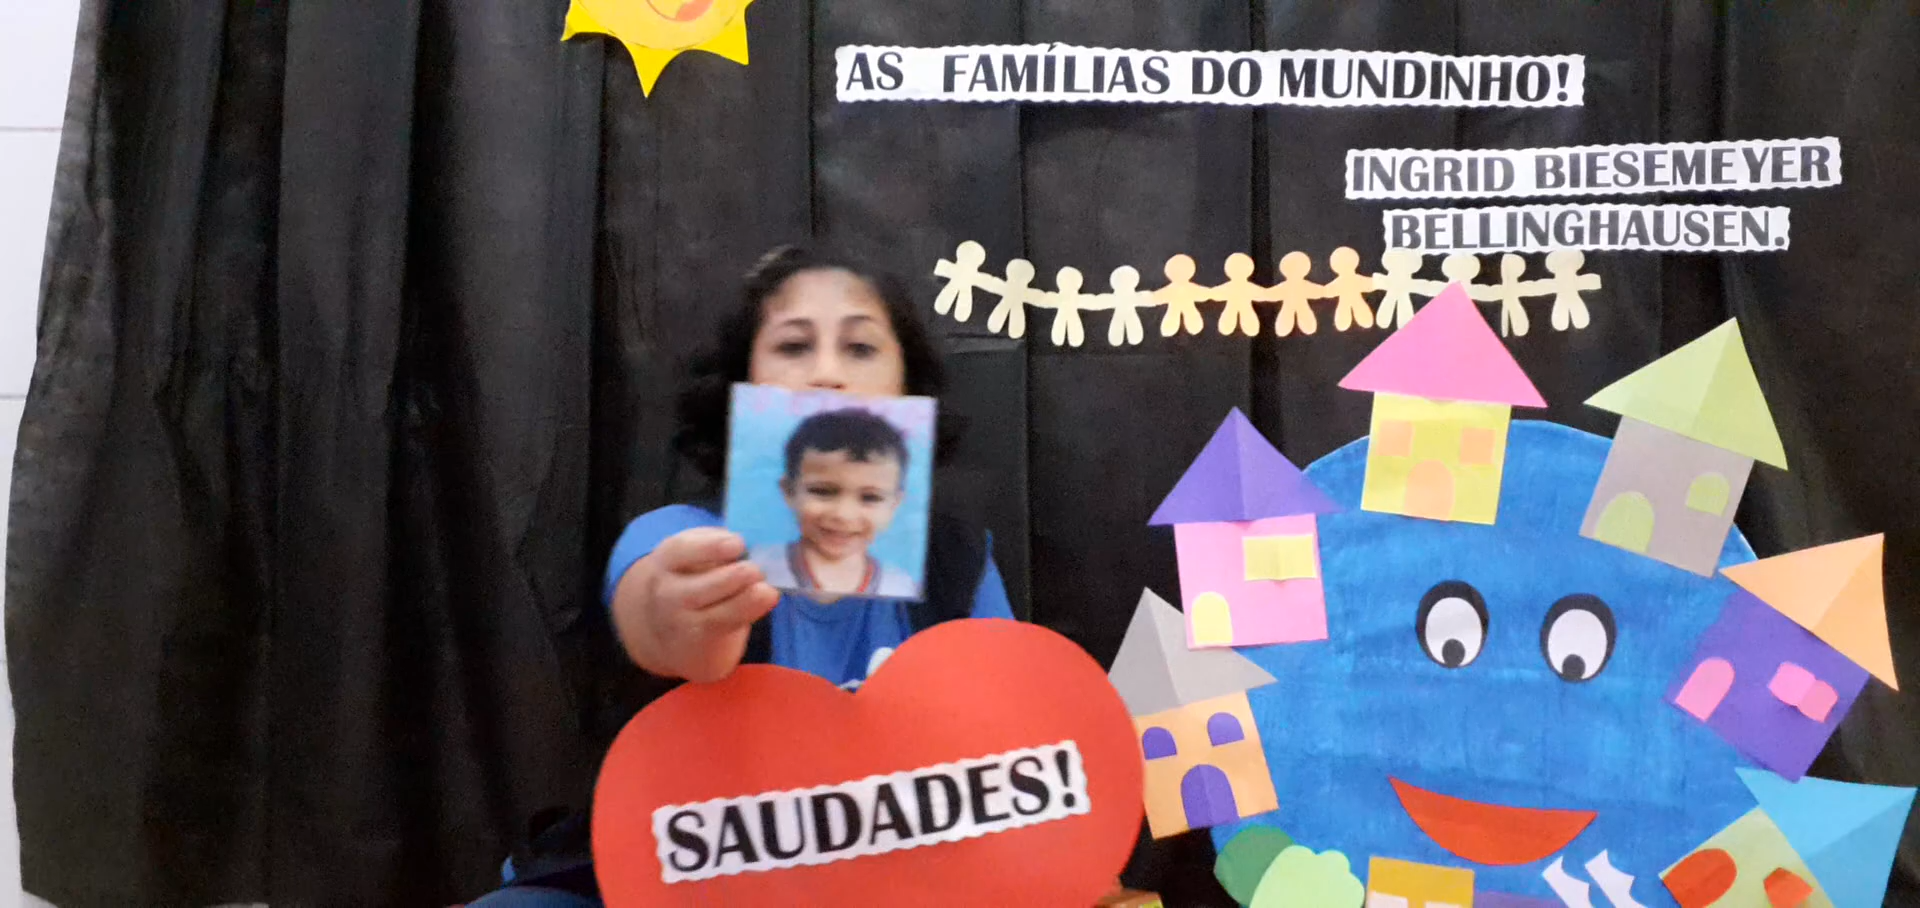 AS FAMÍLIAS DO MUNDINHO!
INGRID BIESEMEYER
BELLINGHAUSEN.
SAUDADES!